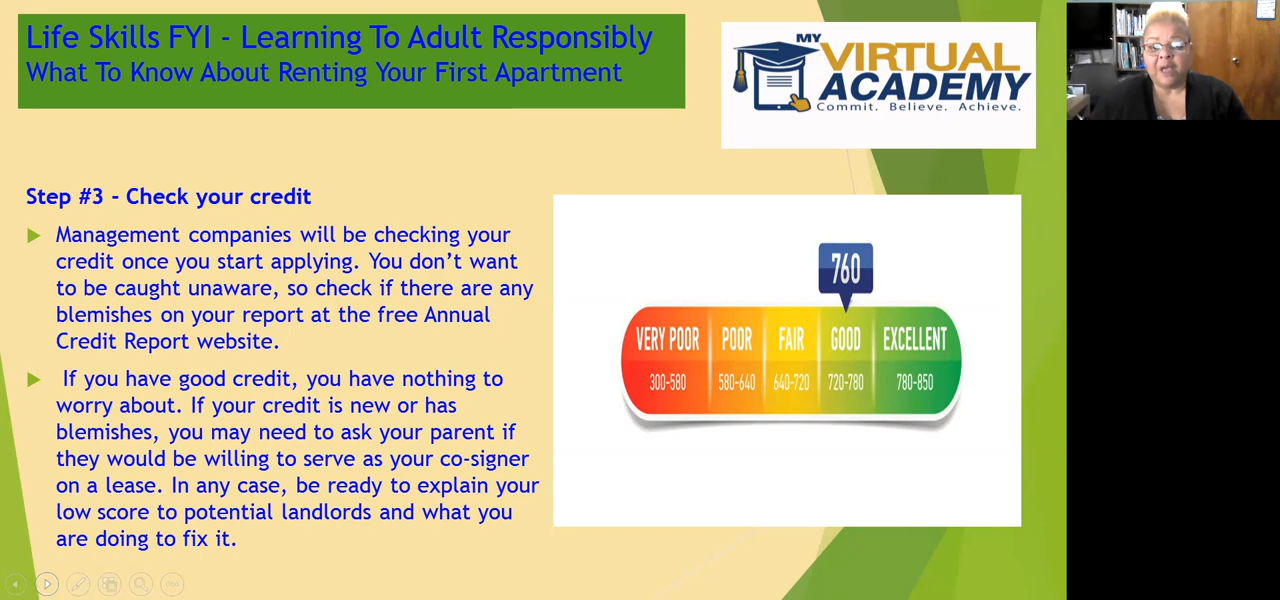 Life Skills FYI - Learning To Adult Responsibly
What To Know About Renting Your First Apartment
MY
VIRTUAL
ACADEMY
Commit. Believe. Achieve.
Step #3 - Check your credit
Management companies will be checking your
credit once you start applying. You don’t want
to be caught unaware, so check if there are any
blemishes on your report at the free Annual
Credit Report website.
If you have good credit, you have nothing to
worry about. If your credit is new or has
blemishes, you may need to ask your parent if
they would be willing to serve as your co-signer
on a lease. In any case, be ready to explain your
low score to potential landlords and what you
are doing to fix it.
760
VERY POOR POOR FAIR GOOD EXCELLENT
300-580 580-640 640-720 720-780 780-850